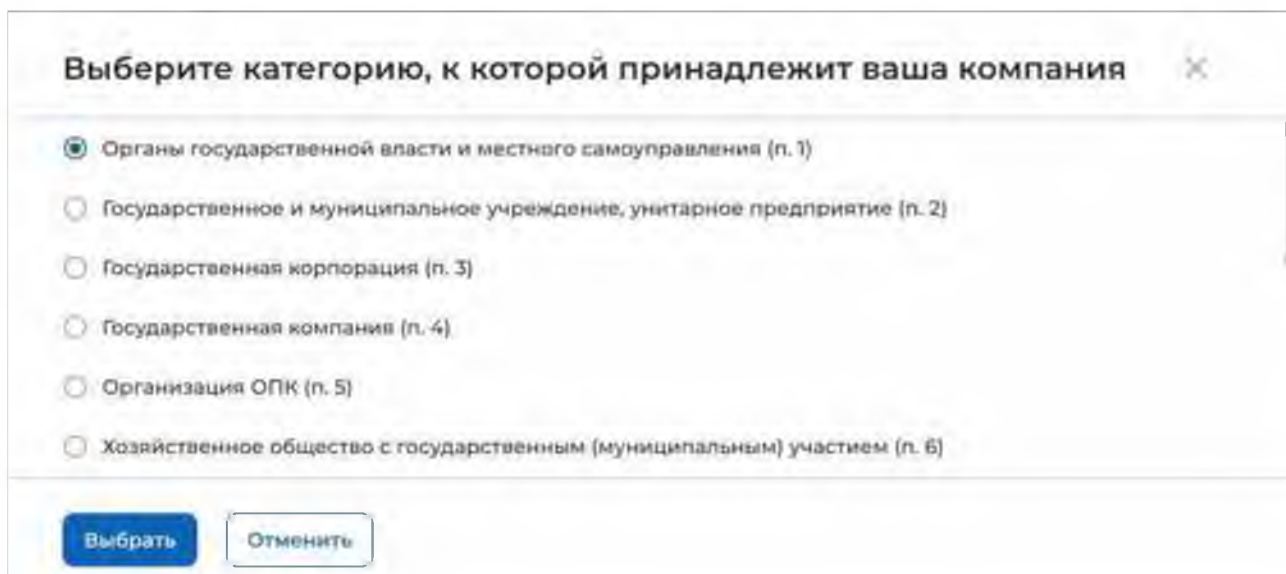 Выберите категорию, к которой принадлежит ваша компания
Органы государственной власти и местного самоуправления (п. 1)
Государственное и муниципальное учреждение, унитарное предприятие (п. 2)
Государственная корпорация (п. 3)
Государственная компания (п. 4)
Организация ОПК (п. 5)
Хозяйственное общество с государственным (муниципальным) участием (п. 6)
Выбрать Отменить